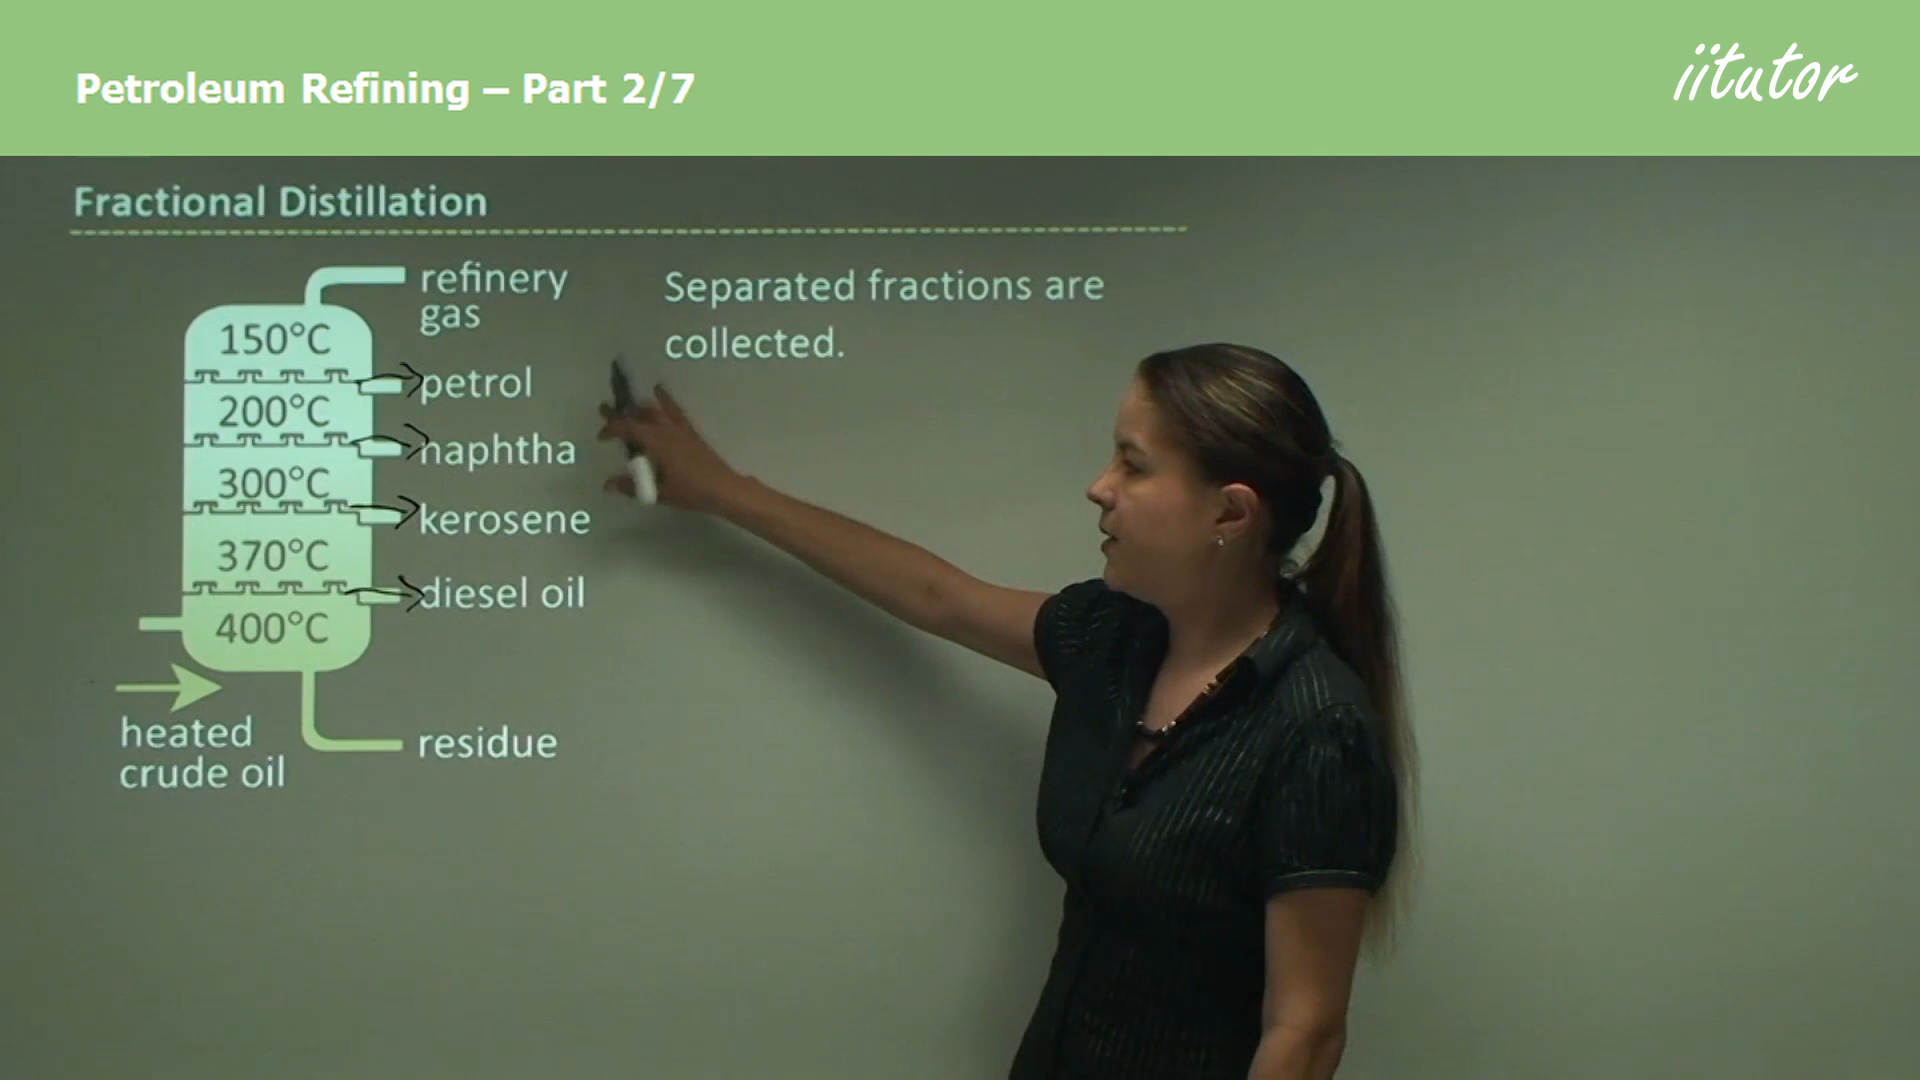 Petroleum Refining – Part 2/7
iitutor
Fractional Distillation
refinery
gas
Separated fractions are
collected.
150°C
petrol
200°C
naphtha
300°C
kerosene
370°C
diesel oil
400°C
heated
crude oil
residue